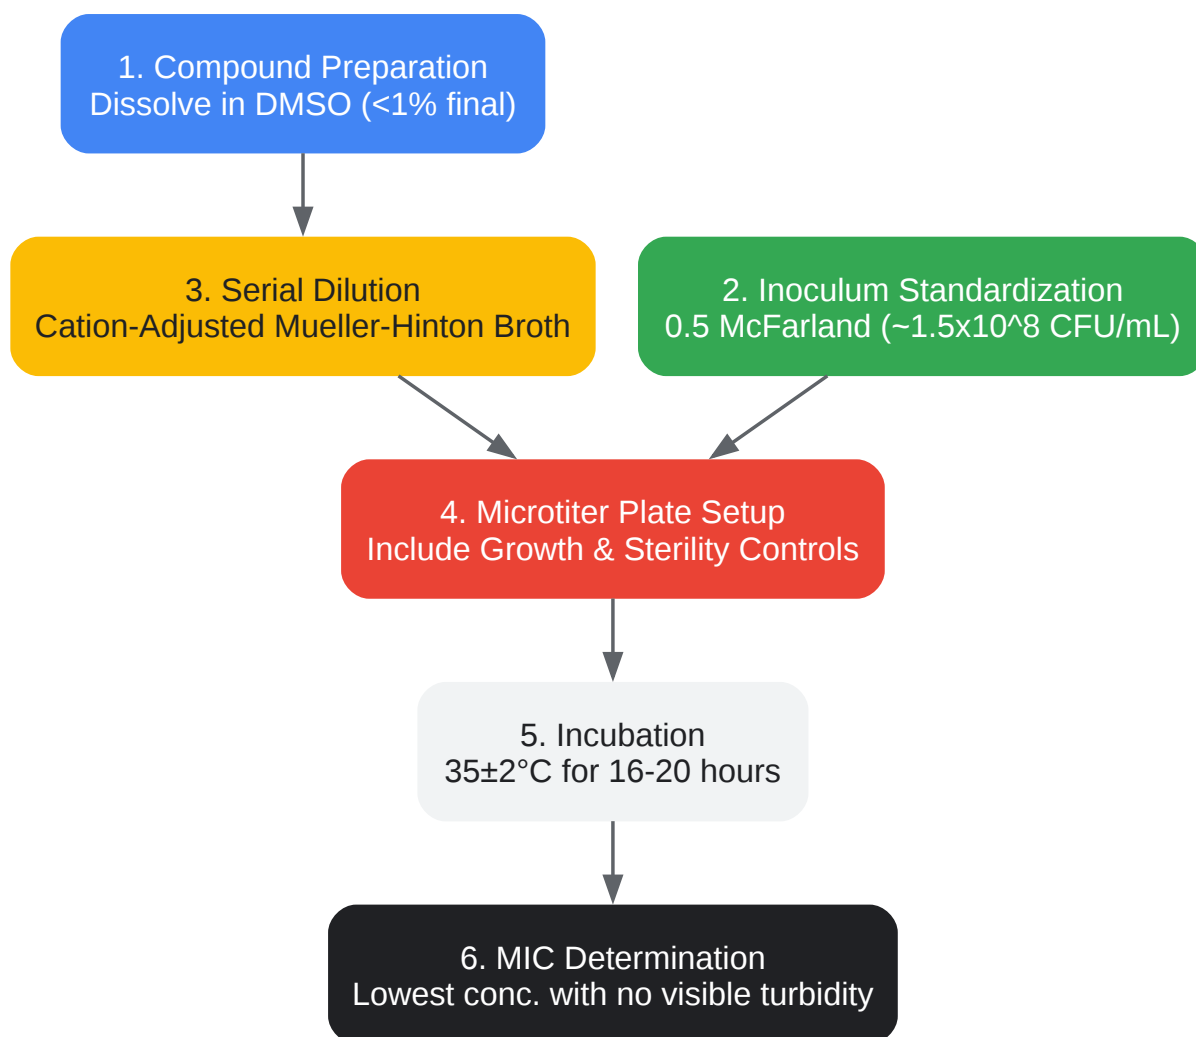 1. Compound Preparation
Dissolve in DMSO (<1% final)
3. Serial Dilution
Cation-Adjusted Mueller-Hinton Broth
2. Inoculum Standardization
0.5 McFarland (~1.5x10^8 CFU/mL)
4. Microtiter Plate Setup
Include Growth & Sterility Controls
5. Incubation
35±2°C for 16-20 hours
6. MIC Determination
Lowest conc. with no visible turbidity